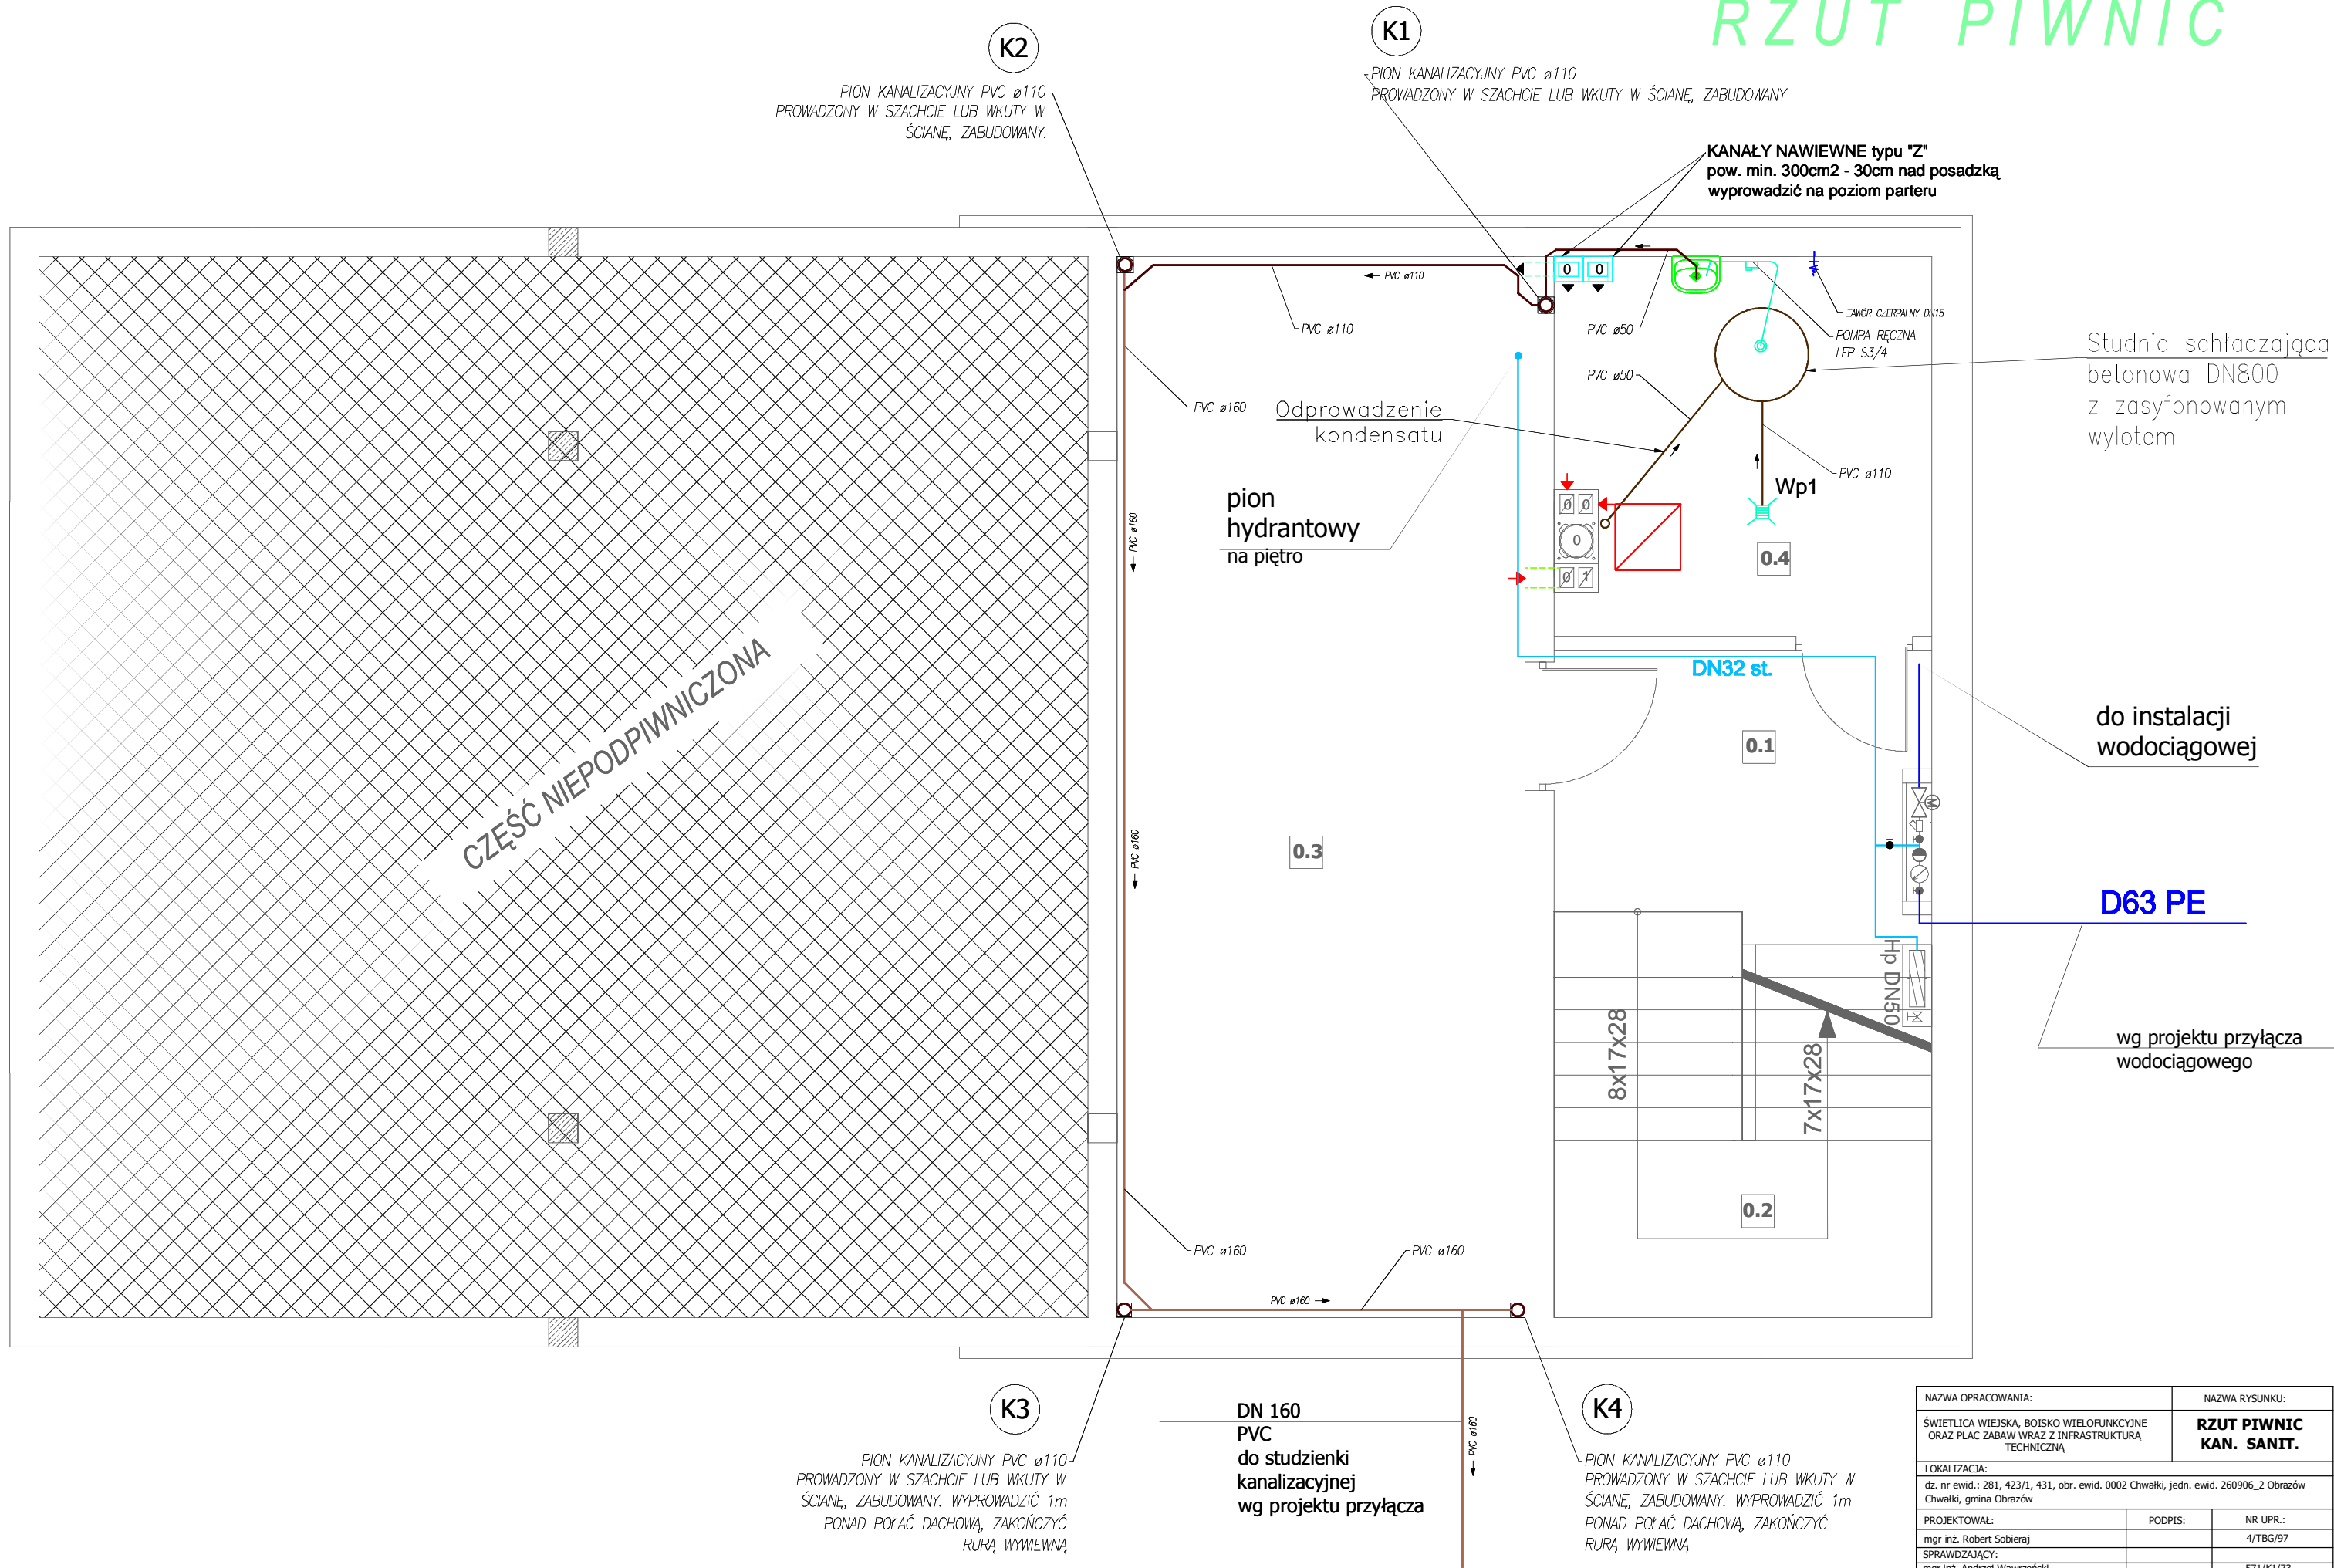 RZUT PIWNIC
K2
PION KANALIZACYJNY PVC ø110
PROWADZONY W SZACHCIE LUB WKUTY W
ŚCIANĘ, ZABUDOWANY.
K1
PION KANALIZACYJNY PVC ø110
PROWADZONY W SZACHCIE LUB WKUTY W ŚCIANĘ, ZABUDOWANY
KANAŁY NAWIEWNE typu "Z"
pow. min. 300cm2 - 30cm nad posadzką
wyprowadzić na poziom parteru
PVC ø110
0 0
PVC ø110
PVC ø50
ZAWÓR CZERPALNY DN15
POMPA RĘCZNA
LFP S3/4
Studnia schładzająca
betonowa DN800
z zasyfonowanym
wylotem
PVC ø50
PVC ø160
Odprowadzenie
kondensatu
PVC ø110
Wp1
pion
hydrantowy
na piętro
PVC ø160
0 0
0
0 1
0.4
DN32 st.
CZĘŚĆ NIEPODPIWNICZONA
do instalacji
wodociągowej
0.1
M
PVC ø160
0.3
D63 PE
Hp DN50
8x17x28
7x17x28
wg projektu przyłącza
wodociągowego
0.2
PVC ø160
PVC ø160
PVC ø160
K3
PION KANALIZACYJNY PVC ø110
PROWADZONY W SZACHCIE LUB WKUTY W
ŚCIANĘ, ZABUDOWANY. WYPROWADZIĆ 1m
PONAD POŁAĆ DACHOWĄ, ZAKOŃCZYĆ
RURĄ WYWIEWNĄ
DN 160
PVC
do studzienki
kanalizacyjnej
wg projektu przyłącza
PVC ø160
K4
PION KANALIZACYJNY PVC ø110
PROWADZONY W SZACHCIE LUB WKUTY W
ŚCIANĘ, ZABUDOWANY. WYPROWADZIĆ 1m
PONAD POŁAĆ DACHOWĄ, ZAKOŃCZYĆ
RURĄ WYWIEWNĄ
NAZWA OPRACOWANIA:
NAZWA RYSUNKU:
ŚWIETLICA WIEJSKA, BOISKO WIELOFUNKCYJNE
ORAZ PLAC ZABAW WRAZ Z INFRASTRUKTURĄ
TECHNICZNĄ
RZUT PIWNIC
KAN. SANIT.
LOKALIZACJA:
dz. nr ewid.: 281, 423/1, 431, obr. ewid. 0002 Chwałki, jedn. ewid. 260906_2 Obrazów
Chwałki, gmina Obrazów
PROJEKTOWAŁ: PODPIS: NR UPR.:
mgr inż. Robert Sobieraj 4/TBG/97
SPRAWDZAJĄCY:
mgr inż. Andrzej